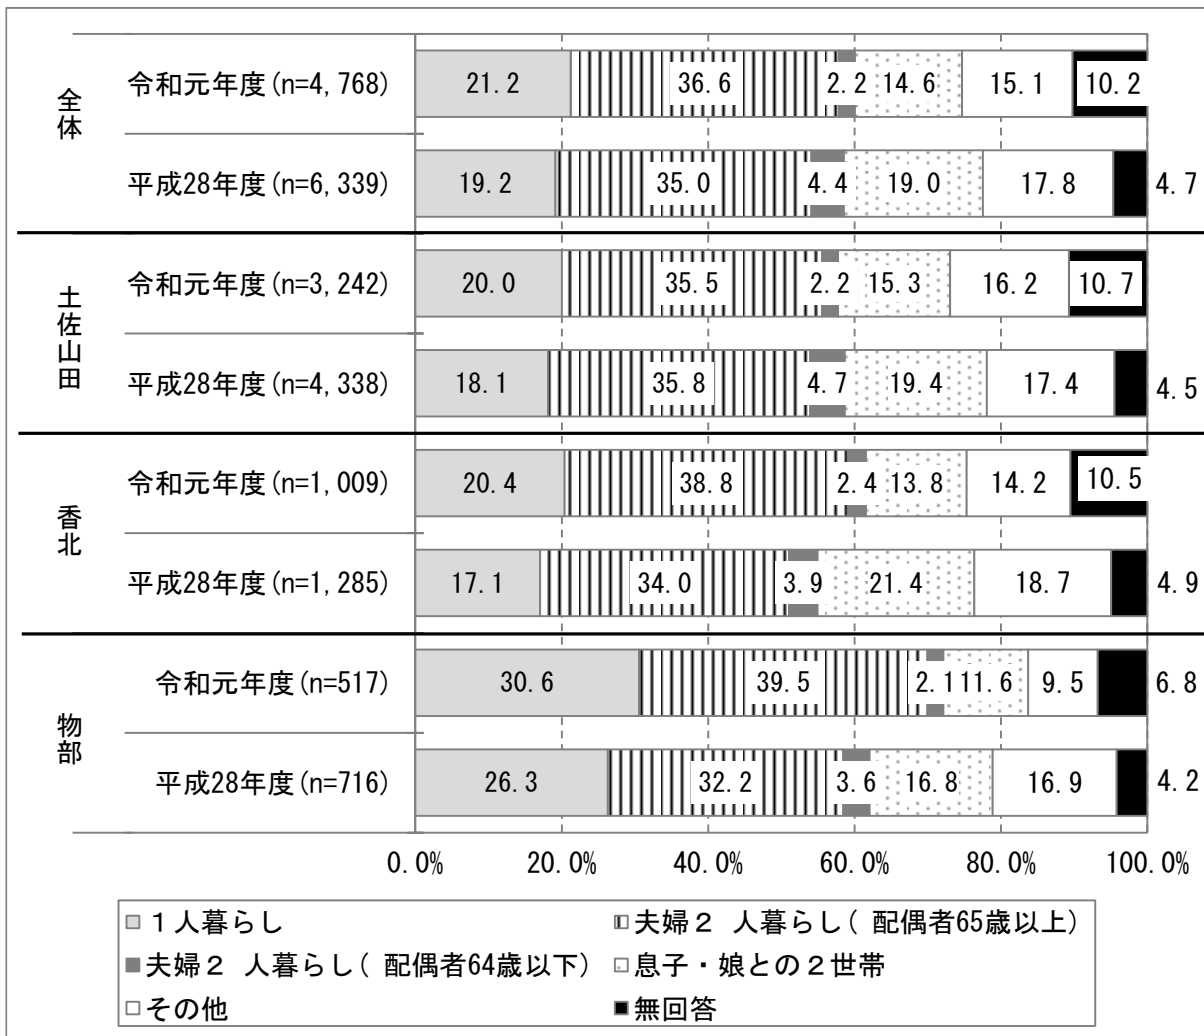 全体
令和元年度(n=4,768) 21.2 36.6 2.2 14.6 15.1 10.2
平成28年度(n=6,339) 19.2 35.0 4.4 19.0 17.8 4.7
土佐山田
令和元年度(n=3,242) 20.0 35.5 2.2 15.3 16.2 10.7
平成28年度(n=4,338) 18.1 35.8 4.7 19.4 17.4 4.5
香北
令和元年度(n=1,009) 20.4 38.8 2.4 13.8 14.2 10.5
平成28年度(n=1,285) 17.1 34.0 3.9 21.4 18.7 4.9
物部
令和元年度(n=517) 30.6 39.5 2.1 11.6 9.5 6.8
平成28年度(n=716) 26.3 32.2 3.6 16.8 16.9 4.2
0.0% 20.0% 40.0% 60.0% 80.0% 100.0%
１人暮らし 夫婦２ 人暮らし( 配偶者65歳以上)
夫婦２ 人暮らし( 配偶者64歳以下) 息子・娘との２世帯
その他 無回答